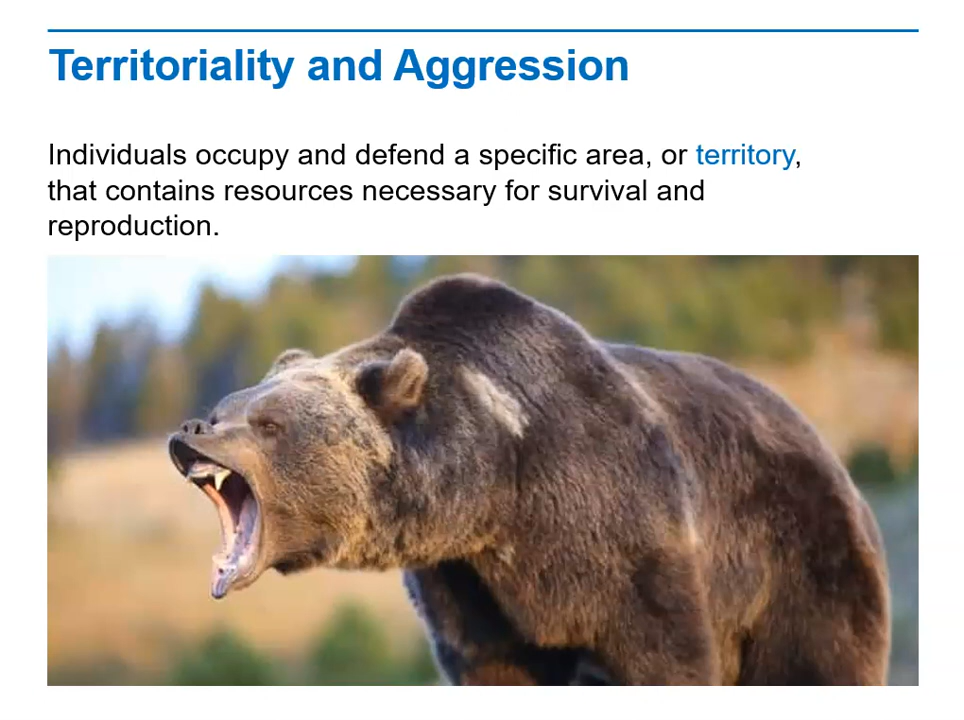 Territoriality and Aggression
Individuals occupy and defend a specific area, or territory,
that contains resources necessary for survival and
reproduction.